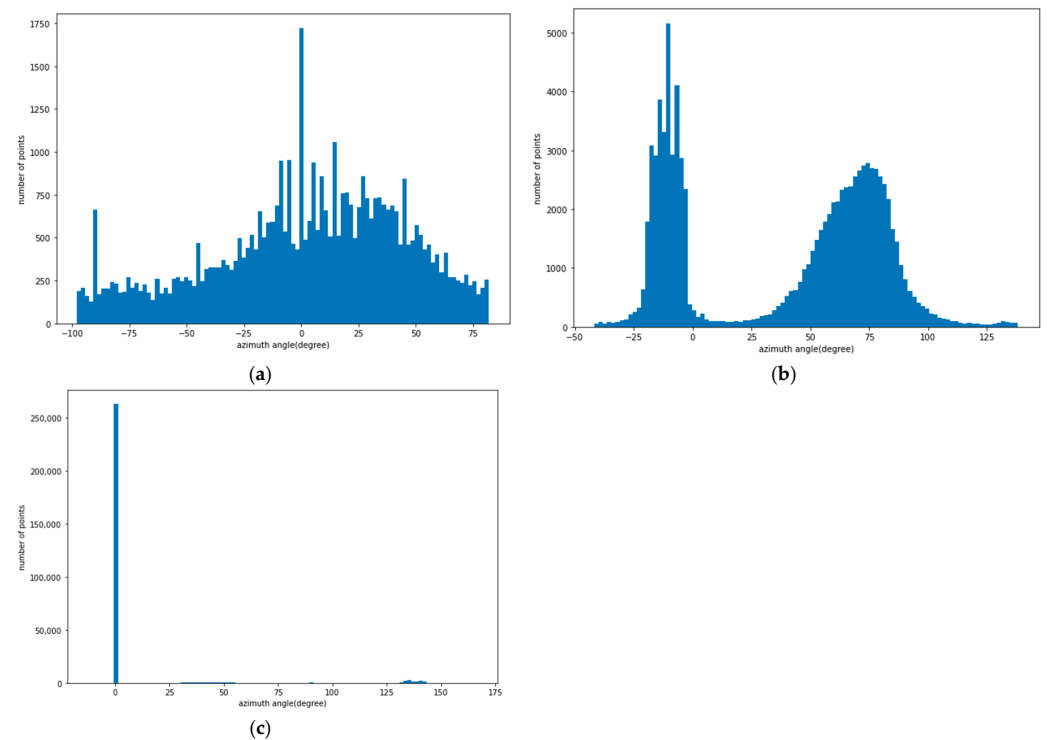 1750
1500
1250
1000
750
500
250
0
number of points
−100 −75 −50 −25 0 25 50 75
azimuth angle(degree)
(a)
5000
4000
3000
2000
1000
0
number of points
−50 −25 0 25 50 75 100 125
azimuth angle(degree)
(b)
250,000
200,000
150,000
100,000
50,000
0
number of points
0 25 50 75 100 125 150 175
azimuth angle(degree)
(c)